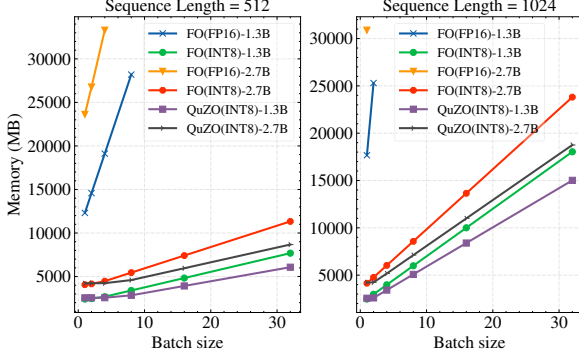 Sequence Length = 512
Memory (MB)
30000
25000
20000
15000
10000
5000
FO(FP16)-1.3B
FO(INT8)-1.3B
FO(FP16)-2.7B
FO(INT8)-2.7B
QuZO(INT8)-1.3B
QuZO(INT8)-2.7B
0 10 20 30
Batch size
Sequence Length = 1024
30000
25000
20000
15000
10000
5000
FO(FP16)-1.3B
FO(INT8)-1.3B
FO(FP16)-2.7B
FO(INT8)-2.7B
QuZO(INT8)-1.3B
QuZO(INT8)-2.7B
0 10 20 30
Batch size